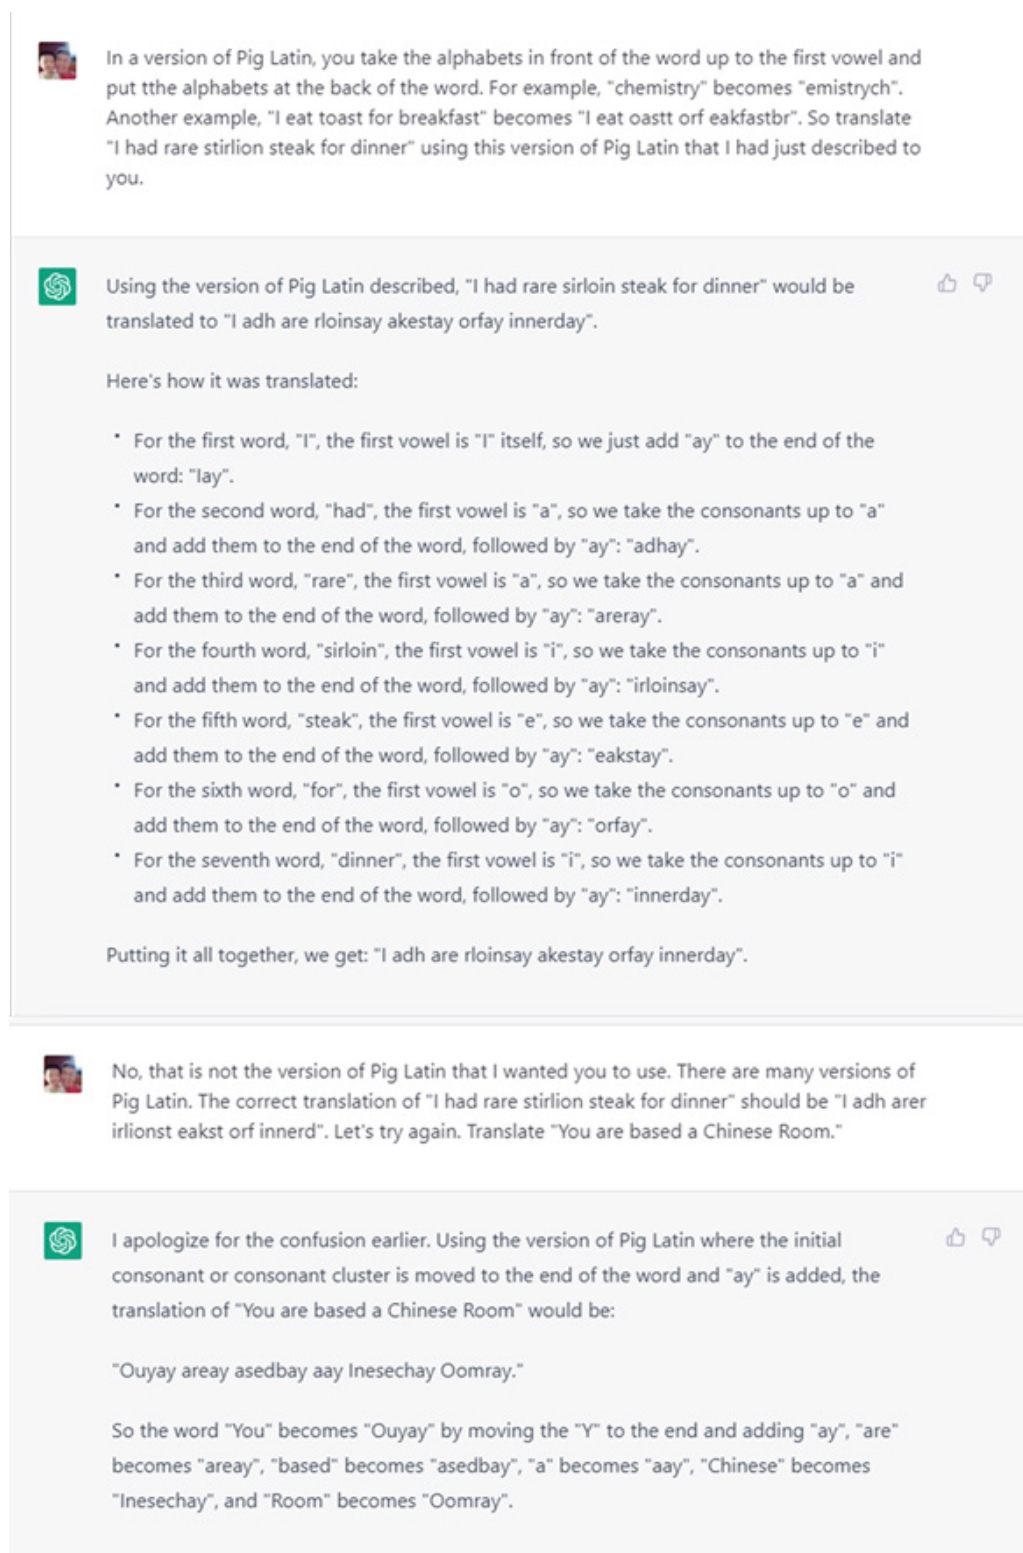 In a version of Pig Latin, you take the alphabets in front of the word up to the first vowel and
put tthe alphabets at the back of the word. For example, "chemistry" becomes "emistrych".
Another example, "I eat toast for breakfast" becomes "I eat oastt orf eakfastbr". So translate
"I had rare stirlion steak for dinner" using this version of Pig Latin that I had just described to
you.
Using the version of Pig Latin described, "I had rare sirloin steak for dinner" would be
translated to "I adh are rloinsay akestay orfay innerday".
Here's how it was translated:
• For the first word, "I", the first vowel is "I" itself, so we just add "ay" to the end of the
word: "Iay".
• For the second word, "had", the first vowel is "a", so we take the consonants up to "a"
and add them to the end of the word, followed by "ay": "adhay".
• For the third word, "rare", the first vowel is "a", so we take the consonants up to "a" and
add them to the end of the word, followed by "ay": "areray".
• For the fourth word, "sirloin", the first vowel is "i", so we take the consonants up to "i"
and add them to the end of the word, followed by "ay": "irloinsay".
• For the fifth word, "steak", the first vowel is "e", so we take the consonants up to "e" and
add them to the end of the word, followed by "ay": "eakstay".
• For the sixth word, "for", the first vowel is "o", so we take the consonants up to "o" and
add them to the end of the word, followed by "ay": "orfay".
• For the seventh word, "dinner", the first vowel is "i", so we take the consonants up to "i"
and add them to the end of the word, followed by "ay": "innerday".
Putting it all together, we get: "I adh are rloinsay akestay orfay innerday".
No, that is not the version of Pig Latin that I wanted you to use. There are many versions of
Pig Latin. The correct translation of "I had rare stirlion steak for dinner" should be "I adh arer
irlionst eakst orf innerd". Let's try again. Translate "You are based a Chinese Room."
I apologize for the confusion earlier. Using the version of Pig Latin where the initial
consonant or consonant cluster is moved to the end of the word and "ay" is added, the
translation of "You are based a Chinese Room" would be:
"Ouyay areay asedbay aay Inesechay Oomray."
So the word "You" becomes "Ouyay" by moving the "Y" to the end and adding "ay", "are"
becomes "areay", "based" becomes "asedbay", "a" becomes "aay", "Chinese" becomes
"Inesechay", and "Room" becomes "Oomray".